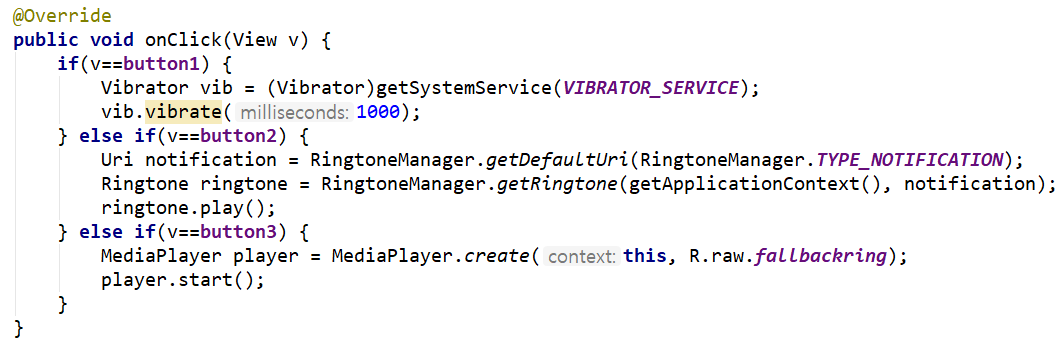 @Override
public void onClick(View v) {
    if(v==button1) {
        Vibrator vib = (Vibrator)getSystemService(VIBRATOR_SERVICE);
        vib.vibrate( milliseconds: 1000);
    } else if(v==button2) {
        Uri notification = RingtoneManager.getDefaultUri(RingtoneManager.TYPE_NOTIFICATION);
        Ringtone ringtone = RingtoneManager.getRingtone(getApplicationContext(), notification);
        ringtone.play();
    } else if(v==button3) {
        MediaPlayer player = MediaPlayer.create( context: this, R.raw.fallbackring);
        player.start();
    }
}